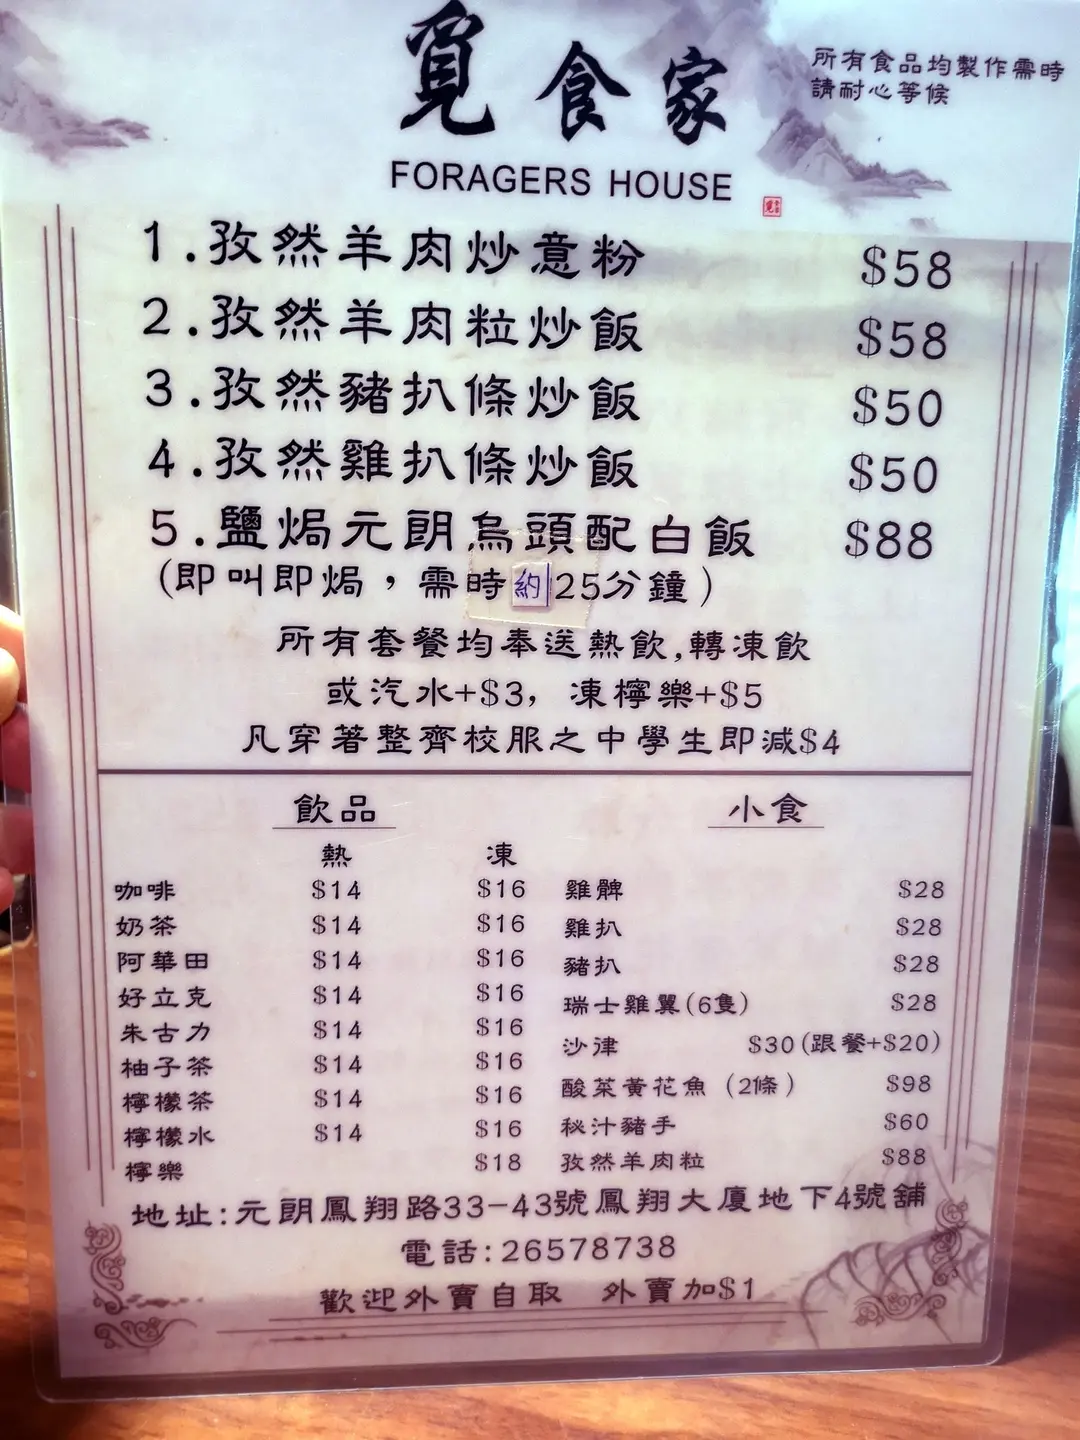 覓食家
所有食品均製作需時
請耐心等候
FORAGERS HOUSE
1.孜然羊肉炒意粉 $58
2.孜然羊肉粒炒飯 $58
3.孜然豬扒條炒飯 $50
4.孜然雞扒條炒飯 $50
5.鹽焗元朗烏頭配白飯 $88
(即叫即焗，需時約25分鐘)
所有套餐均奉送熱飲,轉凍飲
或汽水+$3, 凍檸樂+$5
凡穿著整齊校服之中學生即減$4
飲品
熱 凍
咖啡 $14 $16
奶茶 $14 $16
阿華田 $14 $16
好立克 $14 $16
朱古力 $14 $16
柚子茶 $14 $16
檸檬茶 $14 $16
檸檬水 $14 $16
檸樂 $18
小食
雞髀 $28
雞扒 $28
豬扒 $28
瑞士雞翼(6隻) $28
沙律 $30(跟餐+$20)
酸菜黃花魚 (2條) $98
秘汁豬手 $60
孜然羊肉粒 $88
地址:元朗鳳翔路33-43號鳳翔大廈地下4號舖
電話:26578738
歡迎外賣自取 外賣加$1